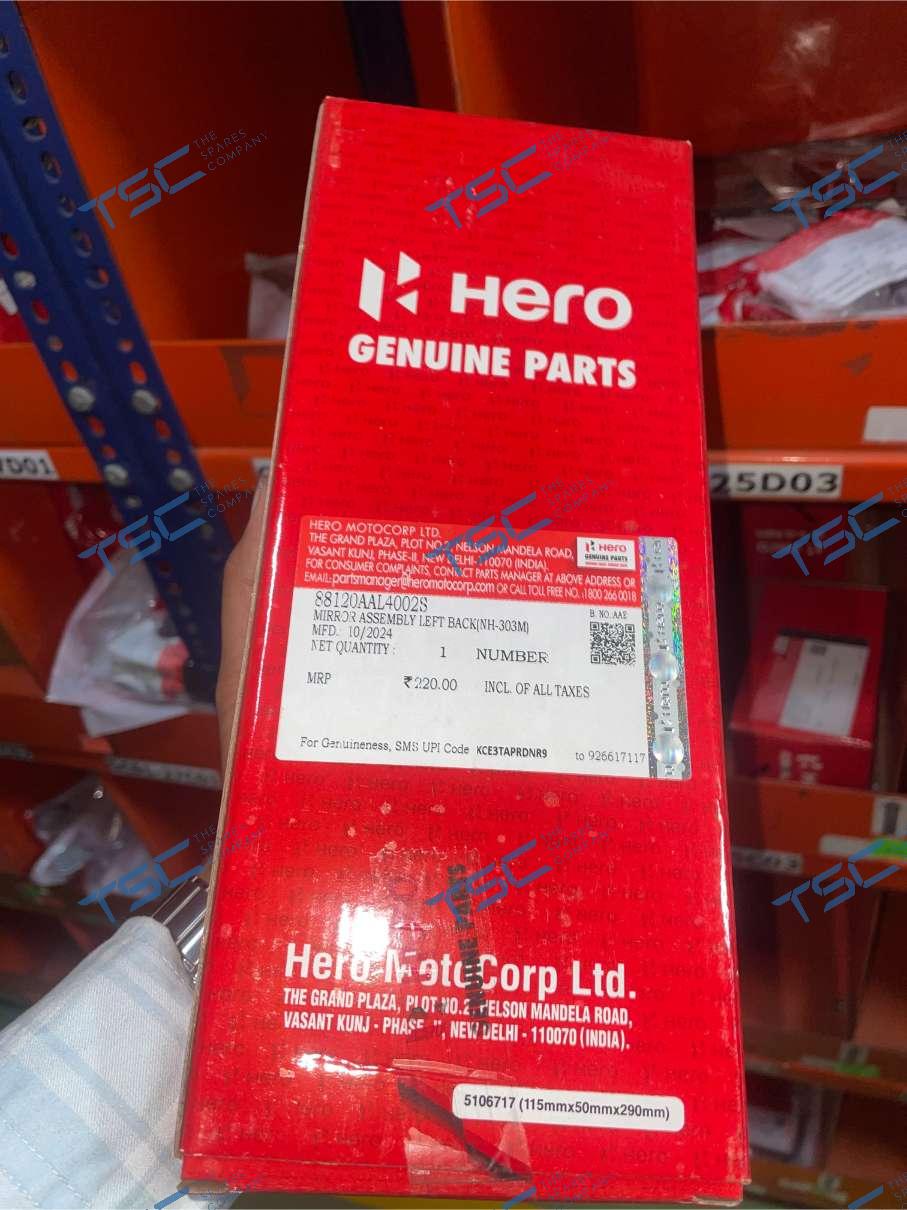 Hero
GENUINE PARTS
HERO MOTOCORP LTD.
THE GRAND PLAZA, PLOT NO.2, NELSON MANDELA ROAD,
VASANT KUNJ, PHASE-II, NEW DELHI-110070 (INDIA).
FOR CONSUMER COMPLAINTS, CONTACT PARTS MANAGER AT ABOVE ADDRESS OR
EMAIL:partsmanager@heromotocorp.com OR CALL TOLL FREE NO. :1800 266 0018
Hero
GENUINE PARTS
88120AAL4002S
B. NO. AAE
MIRROR ASSEMBLY LEFT BACK(NH-303M)
MFD.: 10/2024
NET QUANTITY : 1 NUMBER
MRP ₹220.00 INCL. OF ALL TAXES
For Genuineness, SMS UPI Code KCE3TAPRDNR9 to 926617117
GENUINE PARTS
Hero MotoCorp Ltd.
THE GRAND PLAZA, PLOT NO.2, NELSON MANDELA ROAD,
VASANT KUNJ - PHASE - II, NEW DELHI - 110070 (INDIA).
5106717 (115mmx50mmx290mm)
25D03
TSC THE SPARES COMPANY